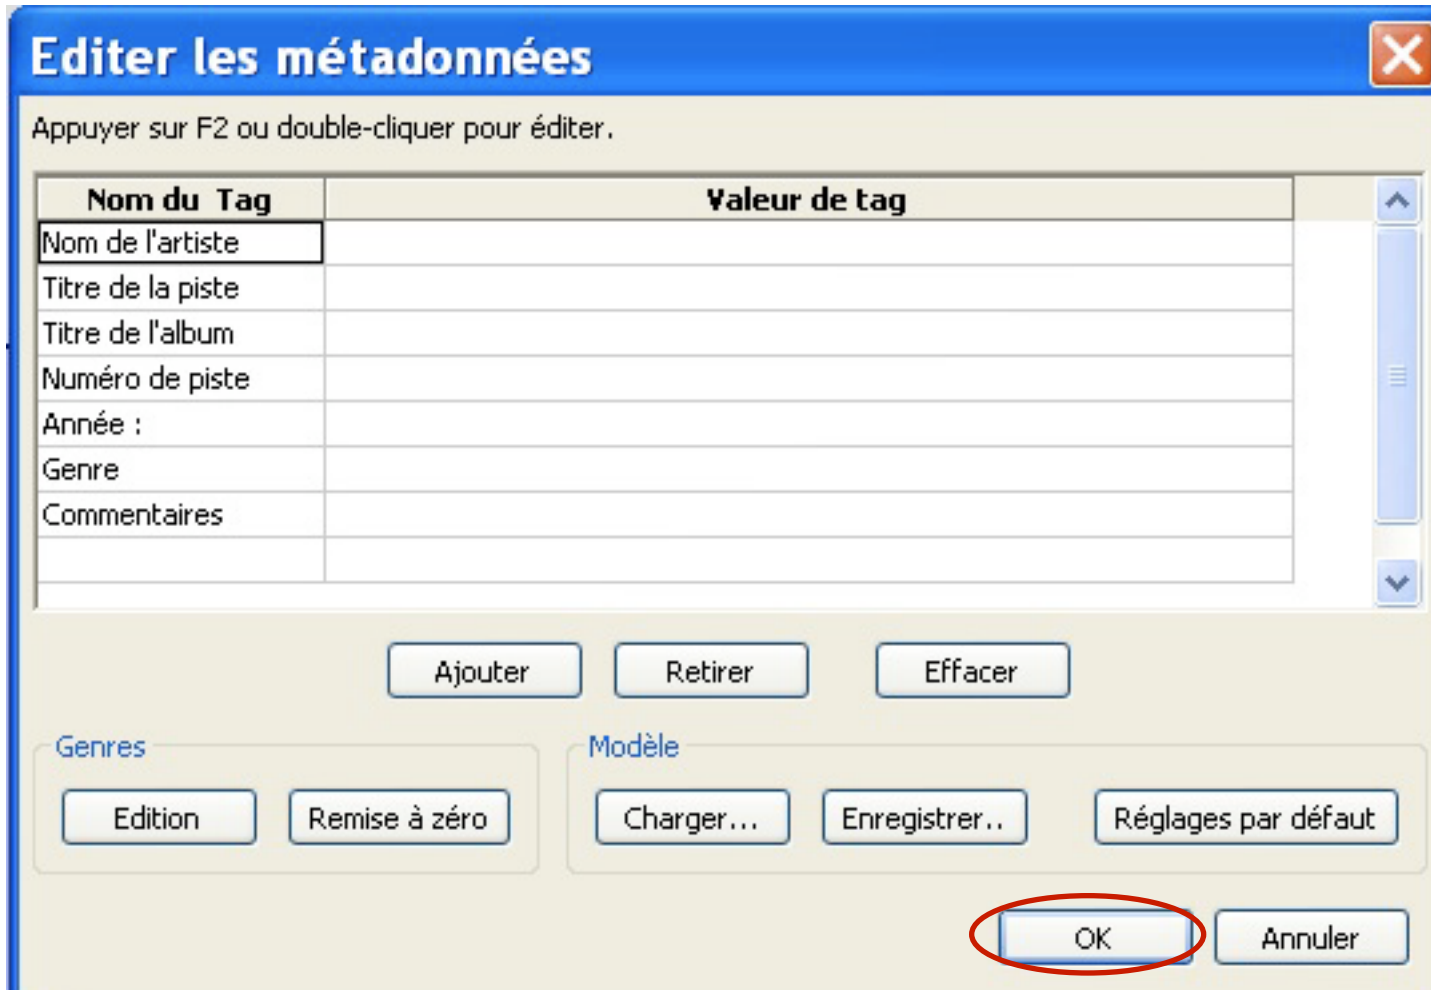 Editer les métadonnées
Appuyer sur F2 ou double-cliquer pour éditer.
Nom du Tag Valeur de tag
Nom de l'artiste
Titre de la piste
Titre de l'album
Numéro de piste
Année :
Genre
Commentaires
Ajouter Retirer Effacer
Genres Modèle
Edition Remise à zéro Charger... Enregistrer.. Réglages par défaut
OK Annuler